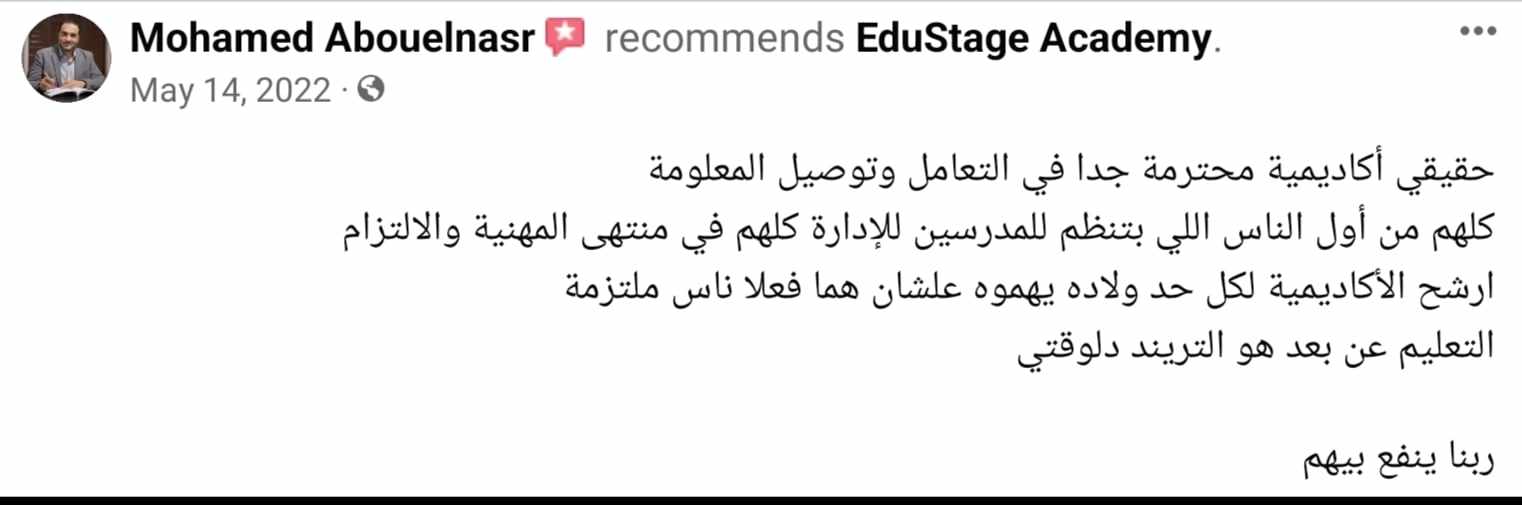 Mohamed Abouelnasr recommends EduStage Academy.
May 14, 2022 ·
حقيقي أكاديمية محترمة جدا في التعامل وتوصيل المعلومة
كلهم من أول الناس اللي بتنظم للمدرسين للإدارة كلهم في منتهى المهنية والالتزام
ارشح الأكاديمية لكل حد ولاده يهموه علشان هما فعلا ناس ملتزمة
التعليم عن بعد هو التريند دلوقتي
ربنا ينفع بيهم